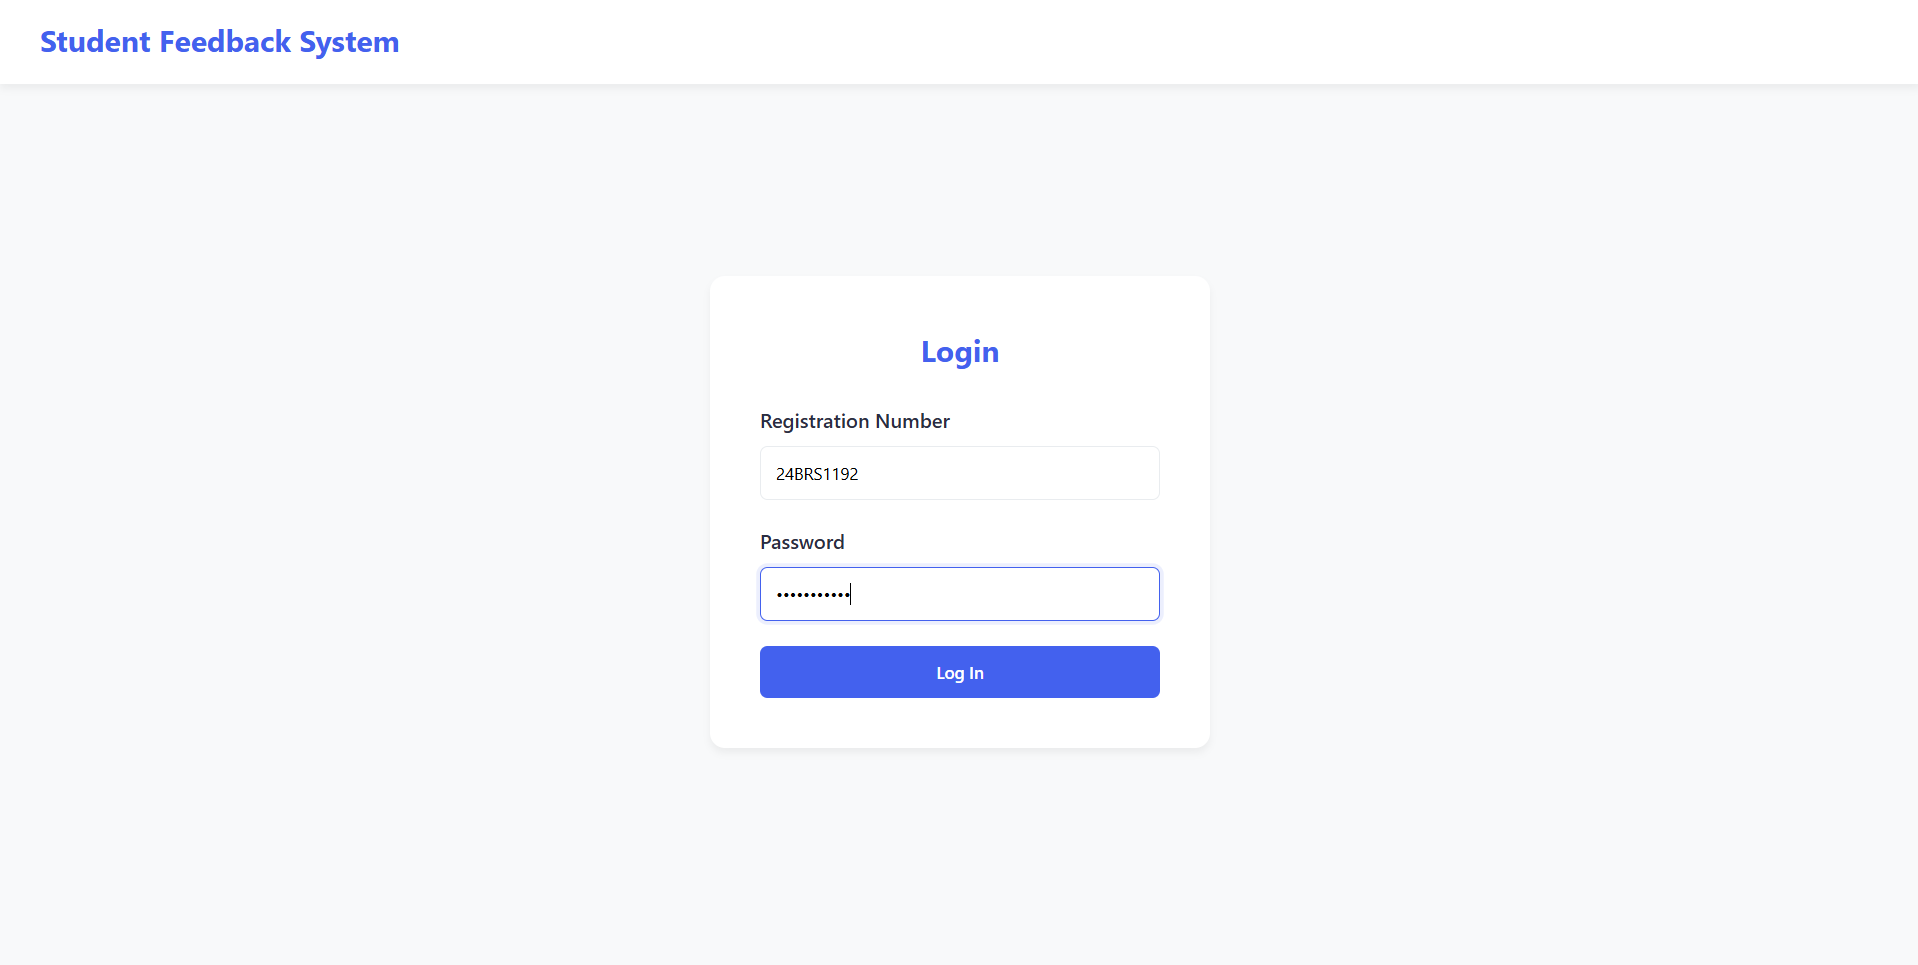 Student Feedback System
Login
Registration Number
24BRS1192
Password
•••••••••••
Log In